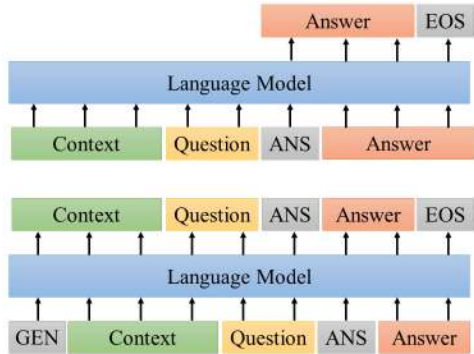 Answer EOS
Language Model
Context Question ANS Answer
Context Question ANS Answer EOS
Language Model
GEN Context Question ANS Answer